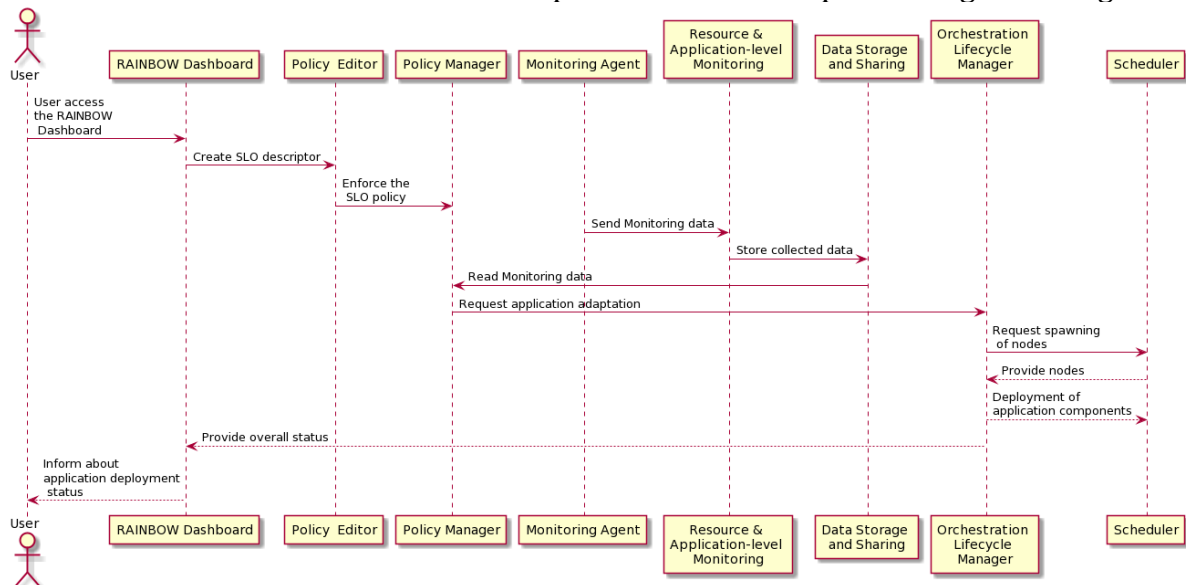 User
RAINBOW Dashboard
Policy  Editor
Policy Manager
Monitoring Agent
Resource &
Application-level
Monitoring
Data Storage
and Sharing
Orchestration
Lifecycle
Manager
Scheduler
User access
the RAINBOW
Dashboard
Create SLO descriptor
Enforce the
SLO policy
Send Monitoring data
Store collected data
Read Monitoring data
Request application adaptation
Request spawning
of nodes
Provide nodes
Deployment of
application components
Provide overall status
Inform about
application deployment
status
User
RAINBOW Dashboard
Policy  Editor
Policy Manager
Monitoring Agent
Resource &
Application-level
Monitoring
Data Storage
and Sharing
Orchestration
Lifecycle
Manager
Scheduler